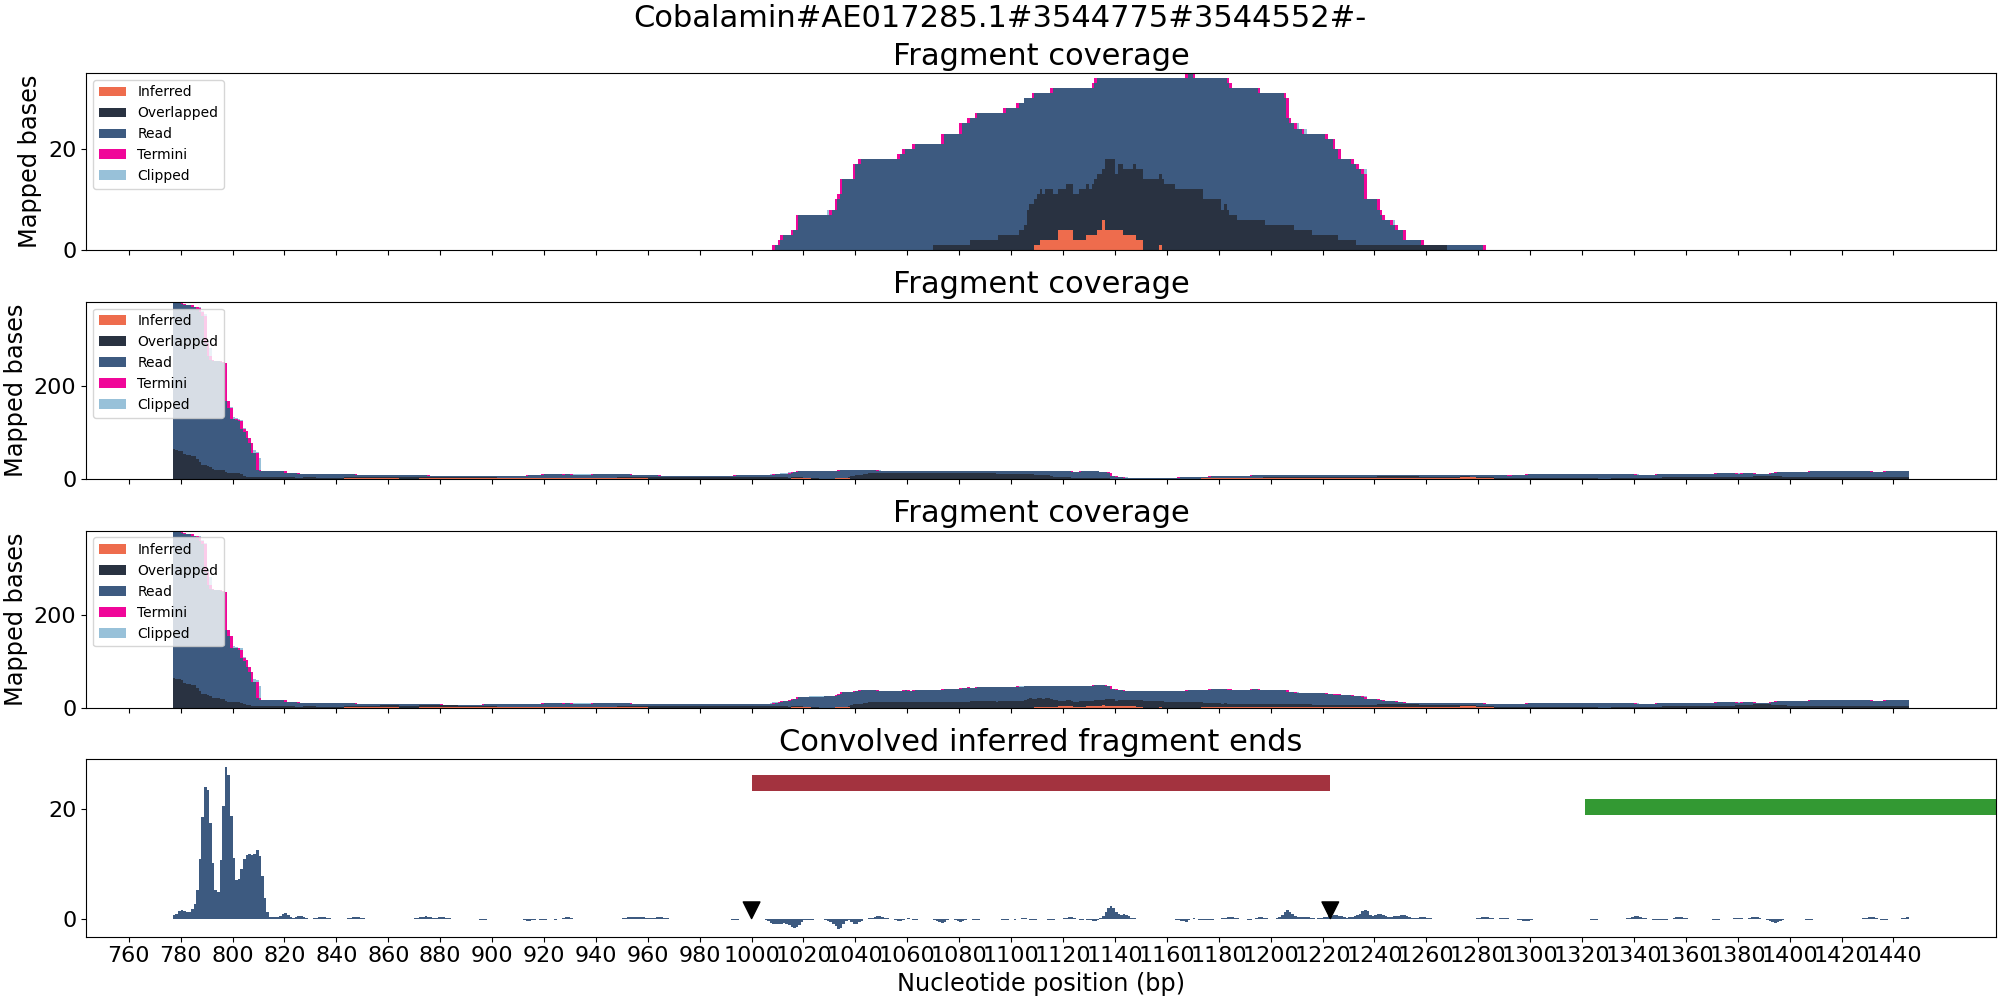 Cobalamin#AE017285.1#3544775#3544552#-
Fragment coverage
Mapped bases
20
0
Inferred
Overlapped
Read
Termini
Clipped
Fragment coverage
Mapped bases
200
0
Inferred
Overlapped
Read
Termini
Clipped
Fragment coverage
Mapped bases
200
0
Inferred
Overlapped
Read
Termini
Clipped
Convolved inferred fragment ends
20
0
760 780 800 820 840 860 880 900 920 940 960 980 1000 1020 1040 1060 1080 1100 1120 1140 1160 1180 1200 1220 1240 1260 1280 1300 1320 1340 1360 1380 1400 1420 1440
Nucleotide position (bp)